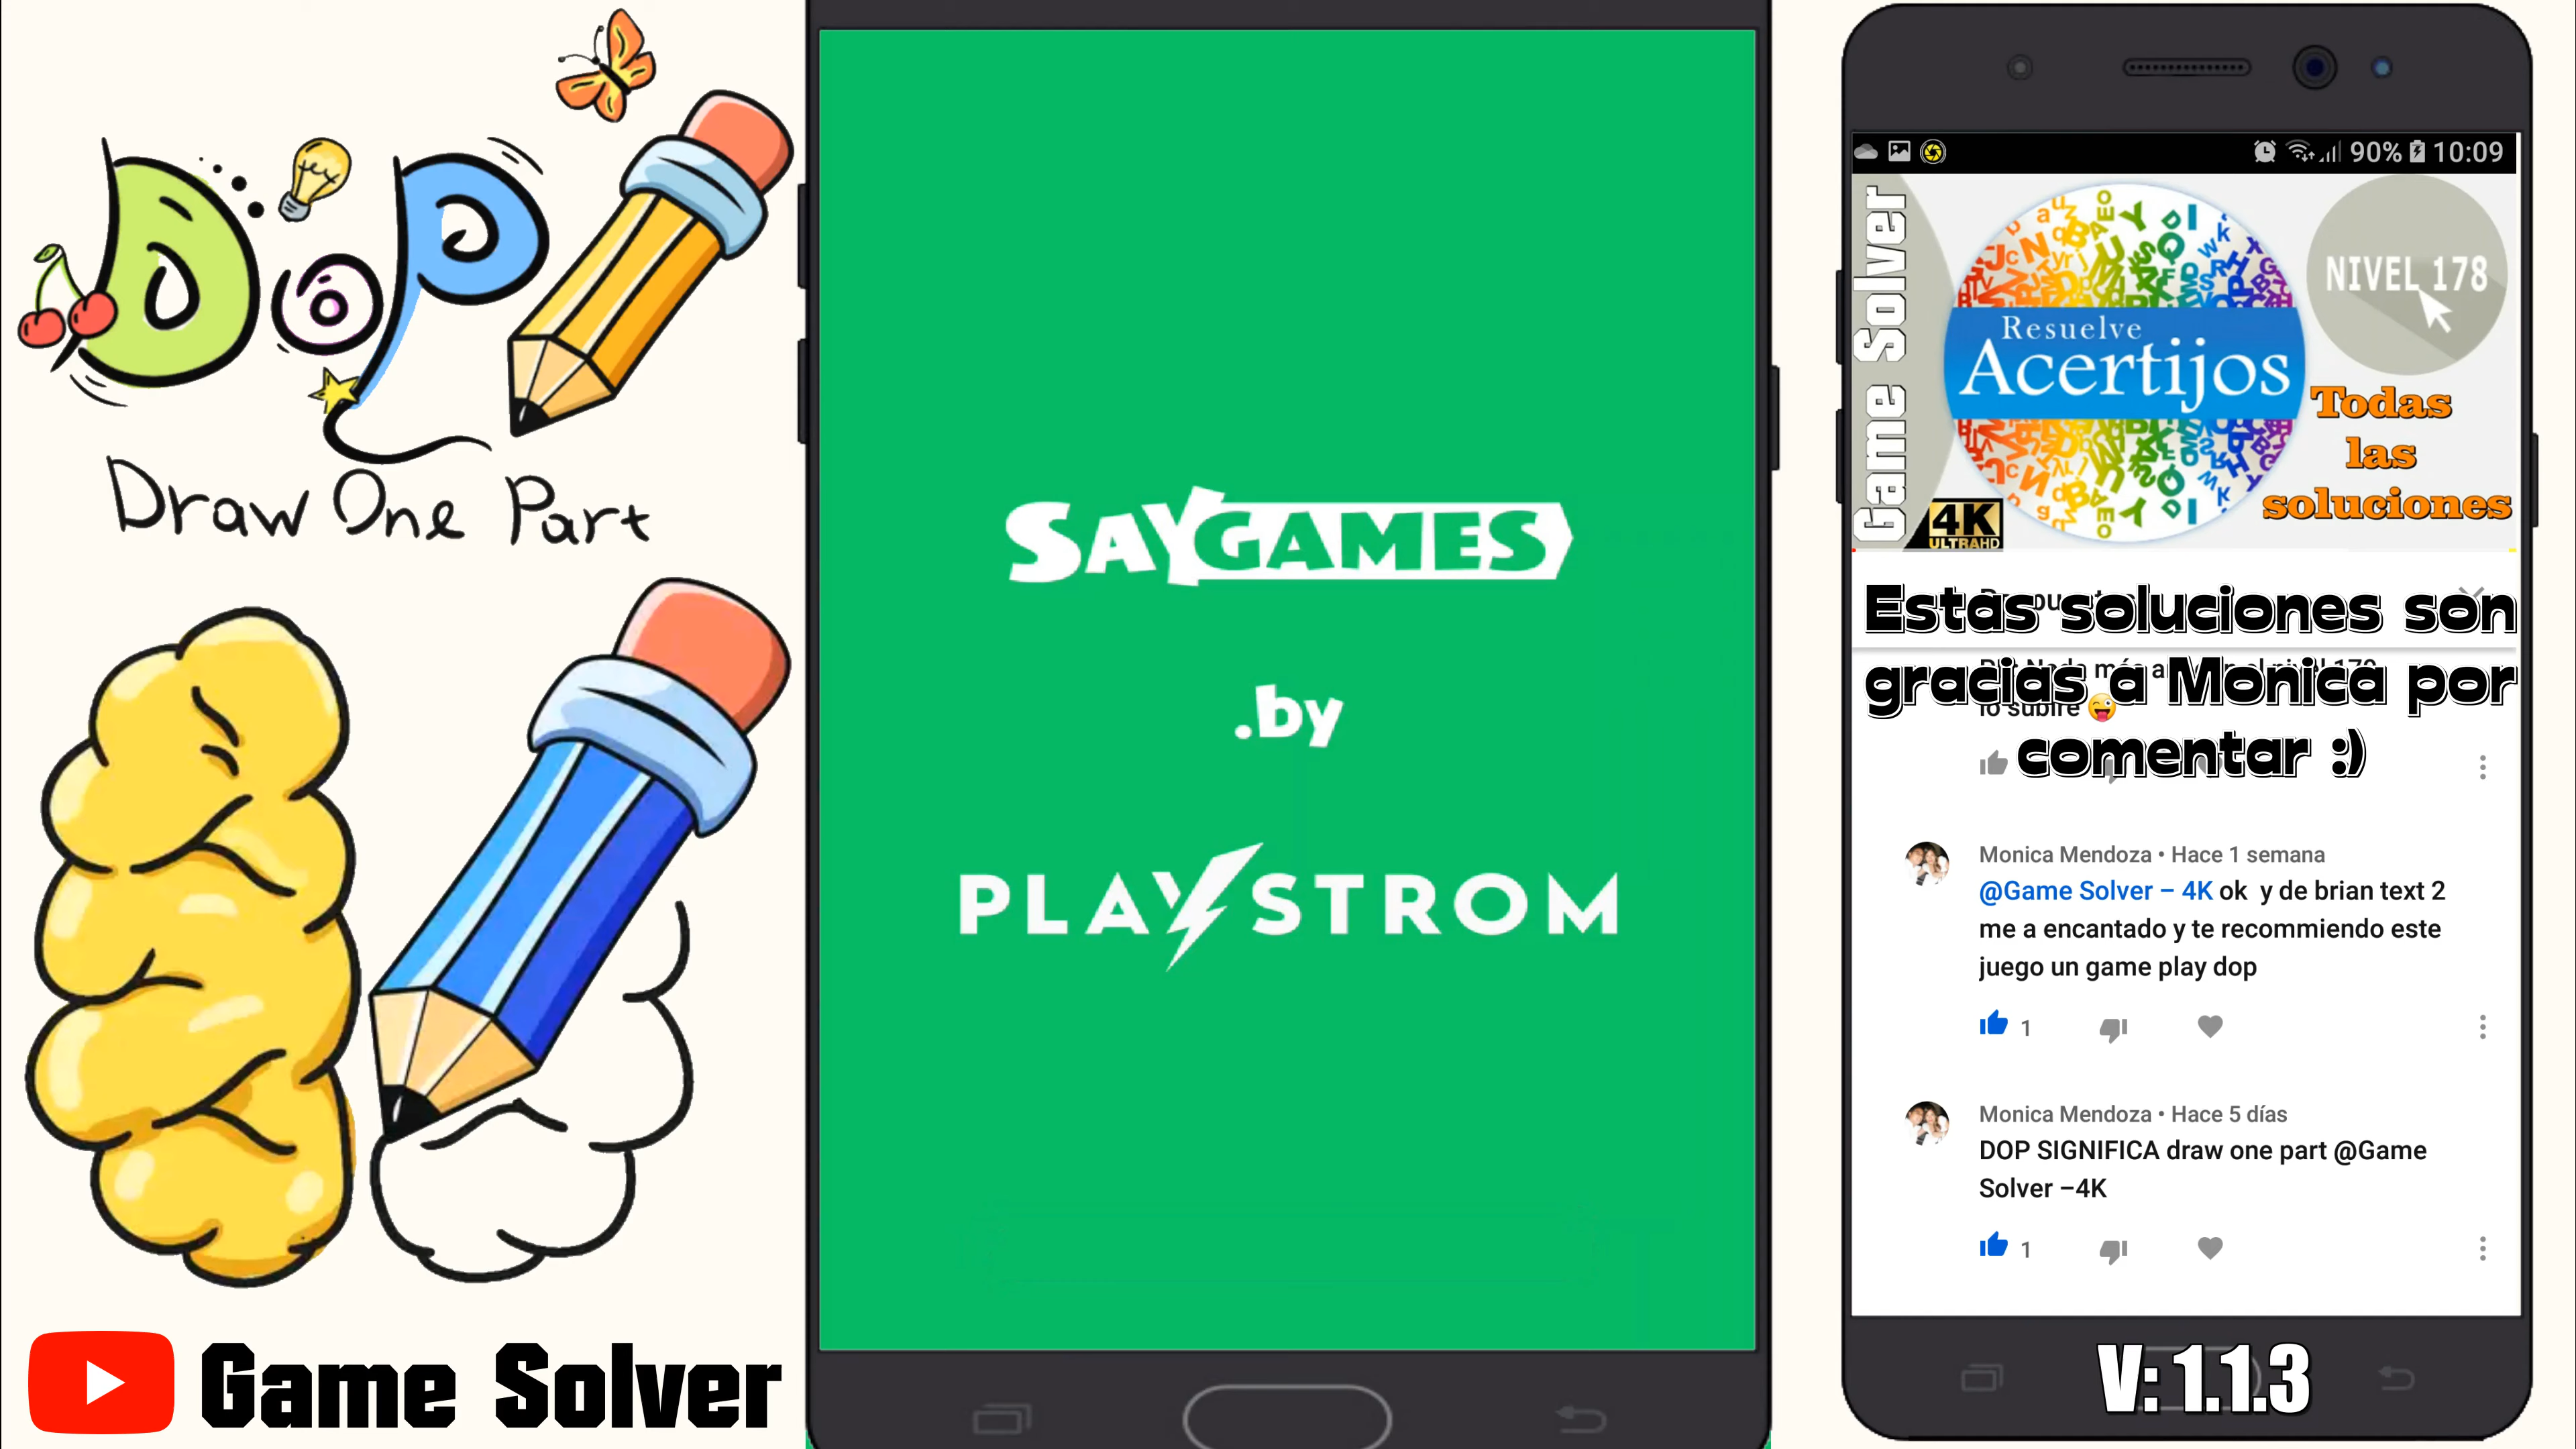 DOP
Draw One Part
Game Solver
SAYGAMES
.by
PLAYSTROM
90% 10:09
Game Solver
NIVEL 178
Resuelve
Acertijos
Todas
las
soluciones
4K
ULTRAHD
Estas soluciones son
gracias a Monica por
lo subire 😜
comentar :)
Monica Mendoza • Hace 1 semana
@Game Solver – 4K ok y de brian text 2
me a encantado y te recommiendo este
juego un game play dop
1
Monica Mendoza • Hace 5 días
DOP SIGNIFICA draw one part @Game
Solver –4K
1
V: 1.1.3